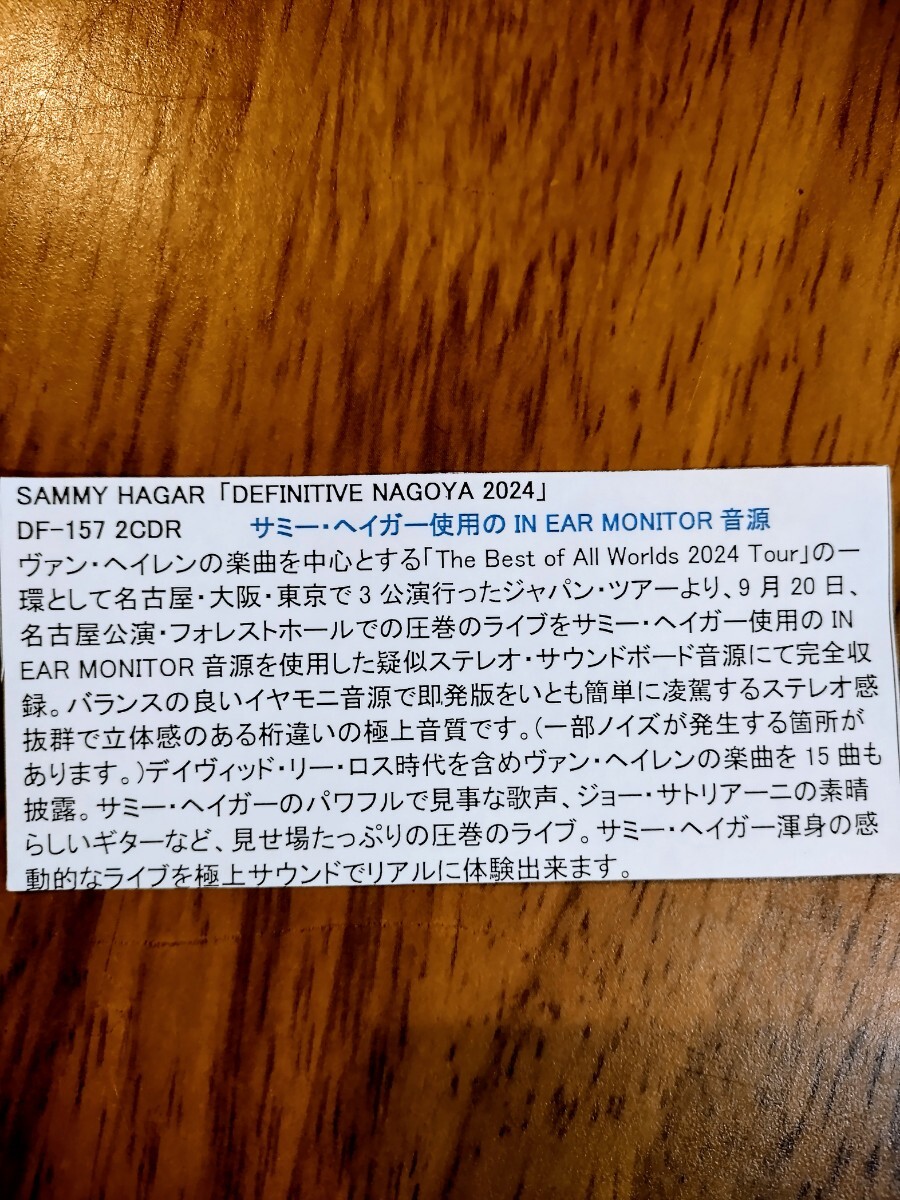 SAMMY HAGAR 「DEFINITIVE NAGOYA 2024」
DF-157 2CDR サミー・ヘイガー使用の IN EAR MONITOR 音源
ヴァン・ヘイレンの楽曲を中心とする「The Best of All Worlds 2024 Tour」の一
環として名古屋・大阪・東京で3公演行ったジャパン・ツアーより、9月20日、
名古屋公演・フォレストホールでの圧巻のライブをサミー・ヘイガー使用の IN
EAR MONITOR 音源を使用した疑似ステレオ・サウンドボード音源にて完全収
録。バランスの良いイヤモニ音源で即発版をいとも簡単に凌駕するステレオ感
抜群で立体感のある桁違いの極上音質です。(一部ノイズが発生する箇所が
あります。)デイヴィッド・リー・ロス時代を含めヴァン・ヘイレンの楽曲を15曲も
披露。サミー・ヘイガーのパワフルで見事な歌声、ジョー・サトリアーニの素晴
らしいギターなど、見せ場たっぷりの圧巻のライブ。サミー・ヘイガー渾身の感
動的なライブを極上サウンドでリアルに体験出来ます。